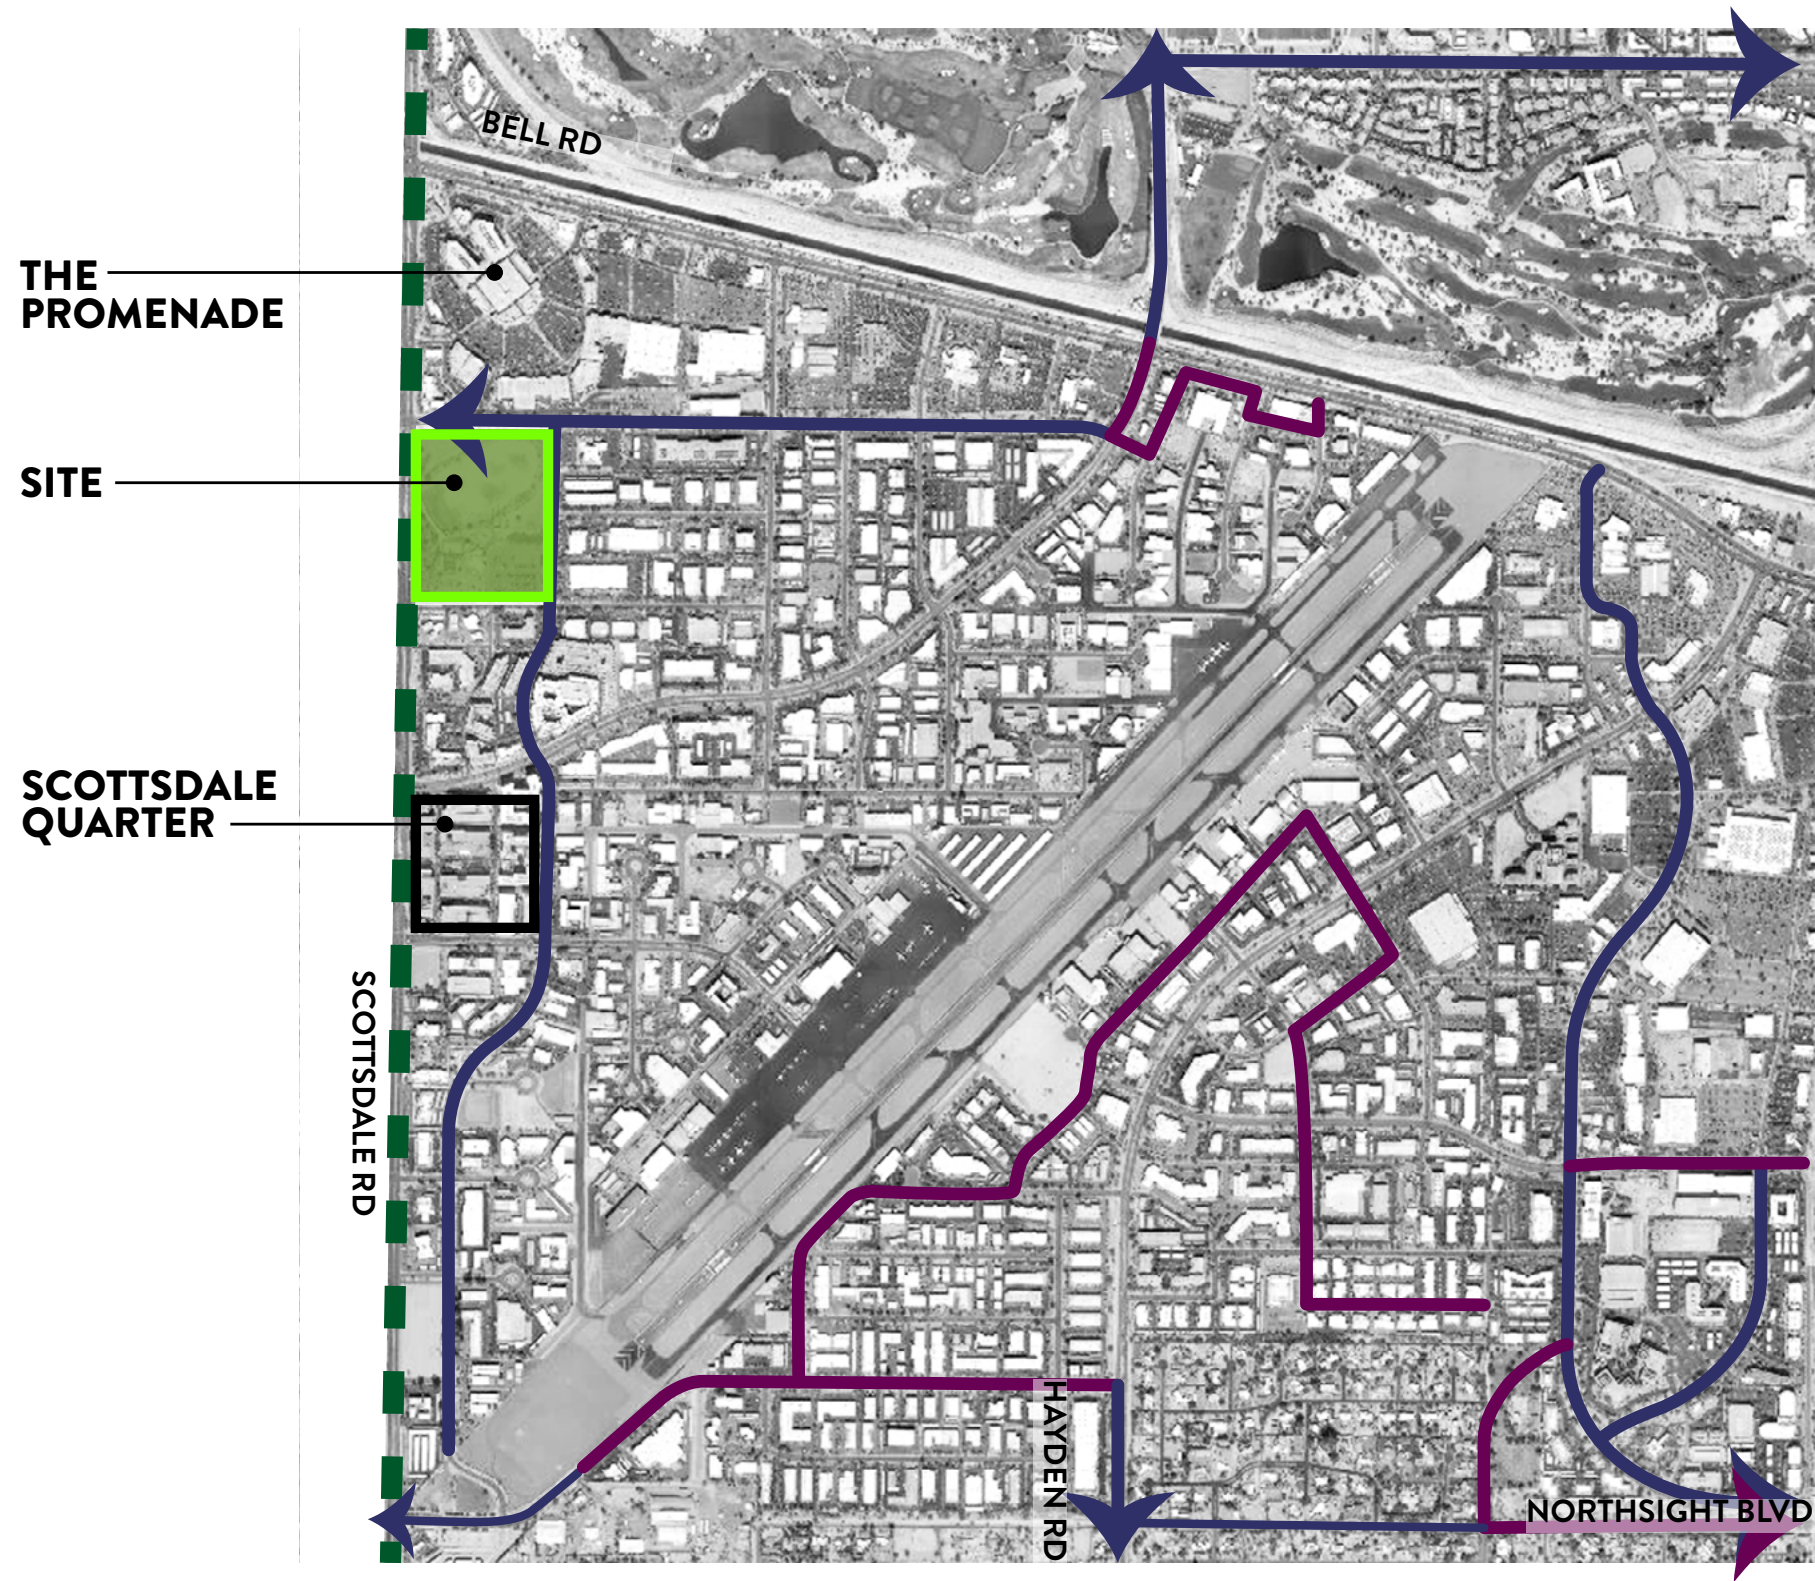 BELL RD
THE
PROMENADE
SITE
SCOTTSDALE
QUARTER
SCOTTSDALE RD
HAYDEN RD
NORTHSIGHT BLVD